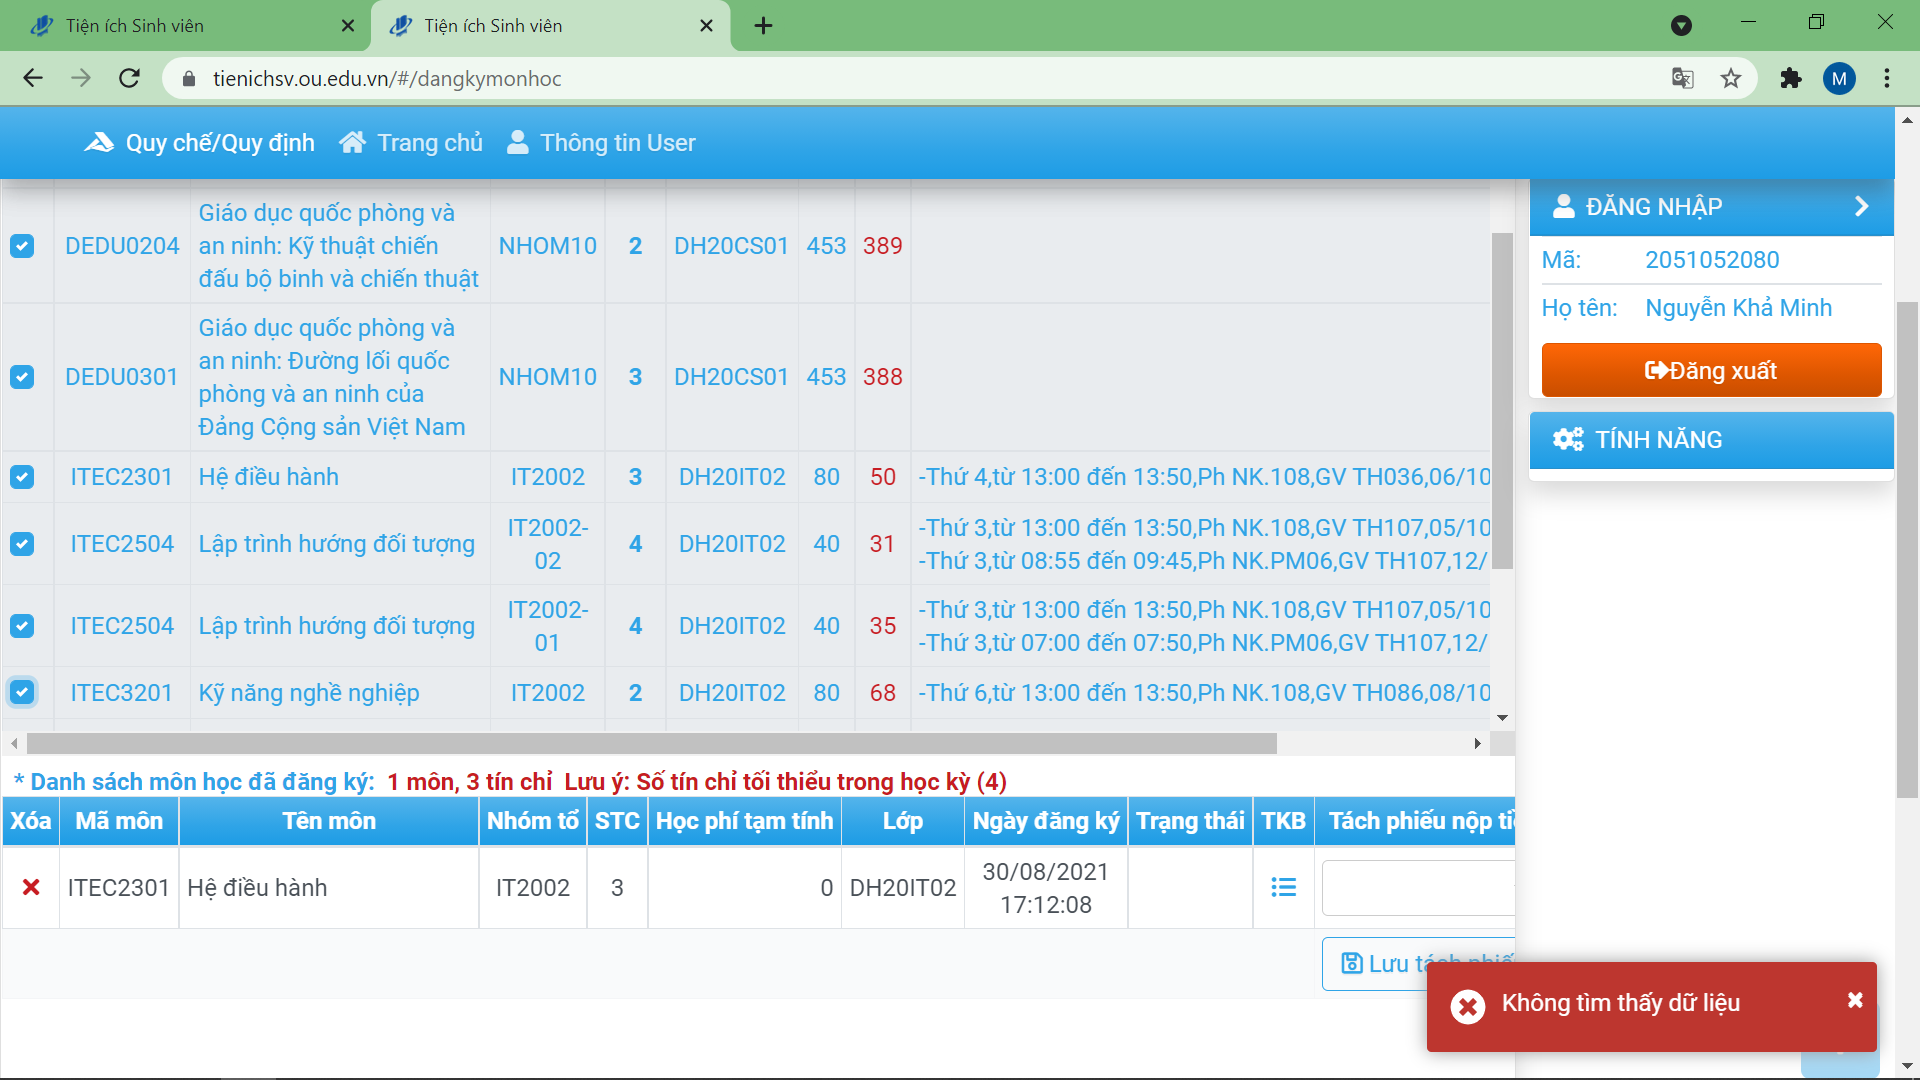 Tiện ích Sinh viên
Tiện ích Sinh viên
tienichsv.ou.edu.vn/#/dangkymonhoc
M
Quy chế/Quy định Trang chủ Thông tin User
DEDU0204 Giáo dục quốc phòng và an ninh: Kỹ thuật chiến đấu bộ binh và chiến thuật NHOM10 2 DH20CS01 453 389
DEDU0301 Giáo dục quốc phòng và an ninh: Đường lối quốc phòng và an ninh của Đảng Cộng sản Việt Nam NHOM10 3 DH20CS01 453 388
ITEC2301 Hệ điều hành IT2002 3 DH20IT02 80 50 -Thứ 4,từ 13:00 đến 13:50,Ph NK.108,GV TH036,06/10
ITEC2504 Lập trình hướng đối tượng IT2002-02 4 DH20IT02 40 31 -Thứ 3,từ 13:00 đến 13:50,Ph NK.108,GV TH107,05/10
-Thứ 3,từ 08:55 đến 09:45,Ph NK.PM06,GV TH107,12/
ITEC2504 Lập trình hướng đối tượng IT2002-01 4 DH20IT02 40 35 -Thứ 3,từ 13:00 đến 13:50,Ph NK.108,GV TH107,05/10
-Thứ 3,từ 07:00 đến 07:50,Ph NK.PM06,GV TH107,12/
ITEC3201 Kỹ năng nghề nghiệp IT2002 2 DH20IT02 80 68 -Thứ 6,từ 13:00 đến 13:50,Ph NK.108,GV TH086,08/10
* Danh sách môn học đã đăng ký: 1 môn, 3 tín chỉ Lưu ý: Số tín chỉ tối thiểu trong học kỳ (4)
Xóa Mã môn Tên môn Nhóm tổ STC Học phí tạm tính Lớp Ngày đăng ký Trạng thái TKB Tách phiếu nộp tiề
ITEC2301 Hệ điều hành IT2002 3 0 DH20IT02 30/08/2021 17:12:08
Lưu tách phiế
ĐĂNG NHẬP
Mã: 2051052080
Họ tên: Nguyễn Khả Minh
Đăng xuất
TÍNH NĂNG
Không tìm thấy dữ liệu